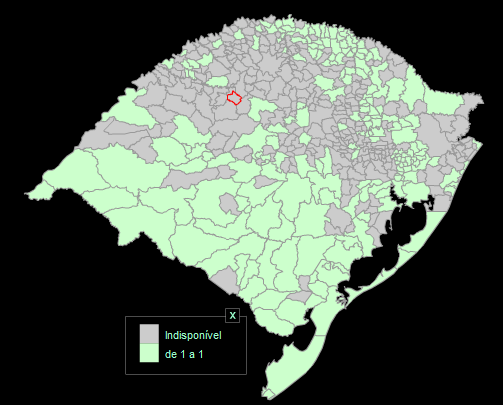 x
Indisponível
de 1 a 1